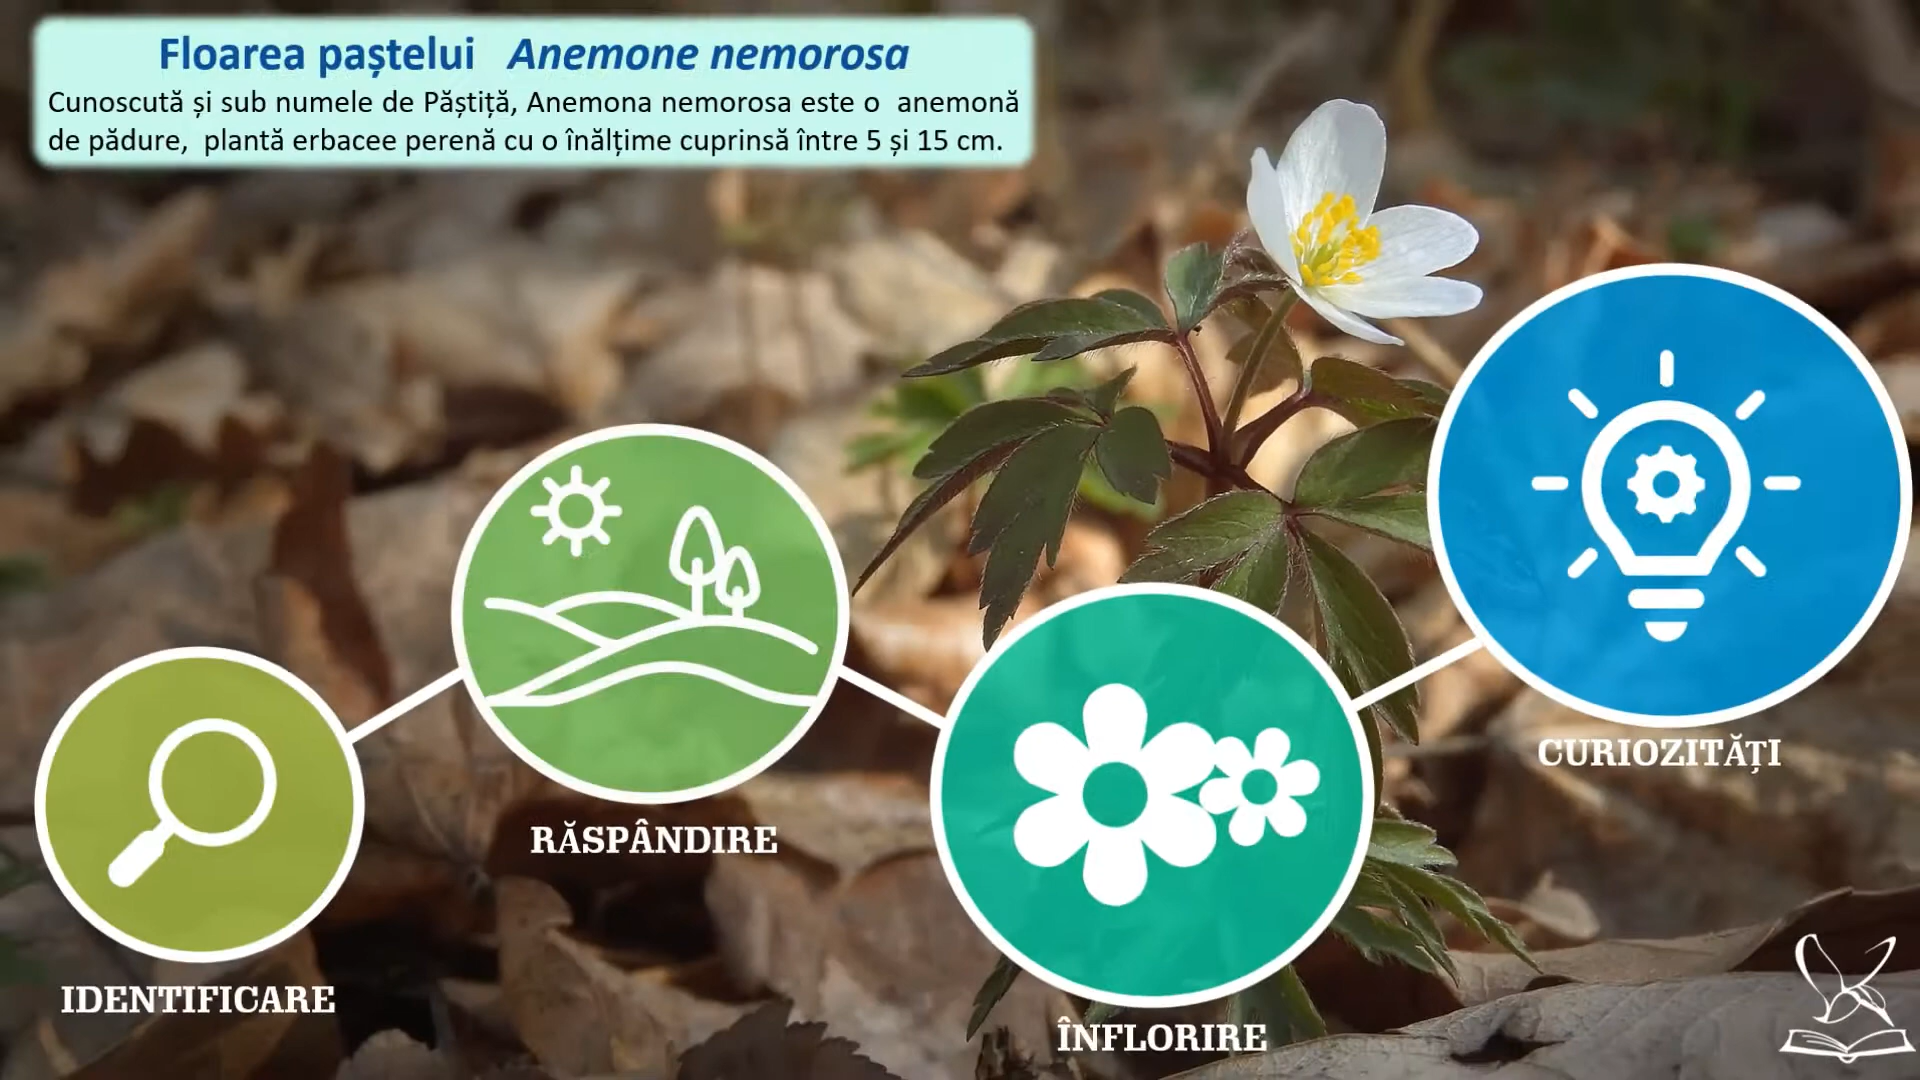 Floarea paștelui Anemone nemorosa
Cunoscută și sub numele de Păștiță, Anemona nemorosa este o anemonă
de pădure, plantă erbacee perenă cu o înălțime cuprinsă între 5 și 15 cm.
IDENTIFICARE
RĂSPÂNDIRE
ÎNFLORIRE
CURIOZITĂȚI